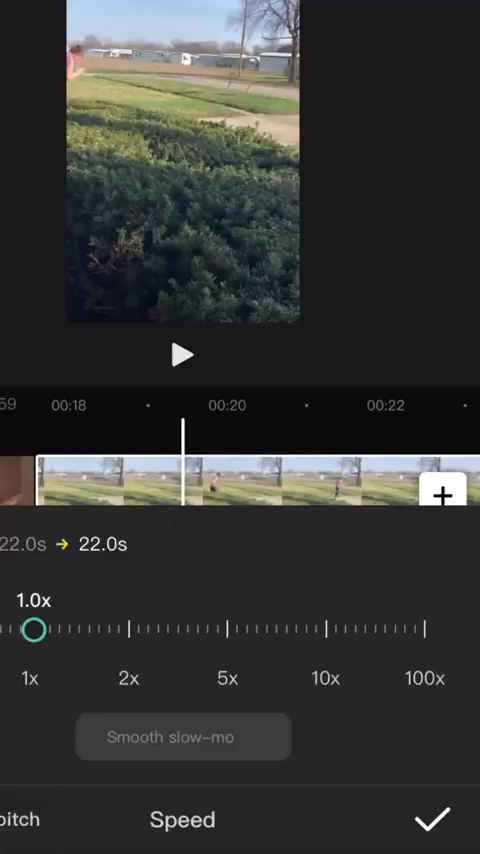 59 00:18 00:20 00:22
+
22.0s → 22.0s
1.0x
1x 2x 5x 10x 100x
Smooth slow-mo
pitch Speed